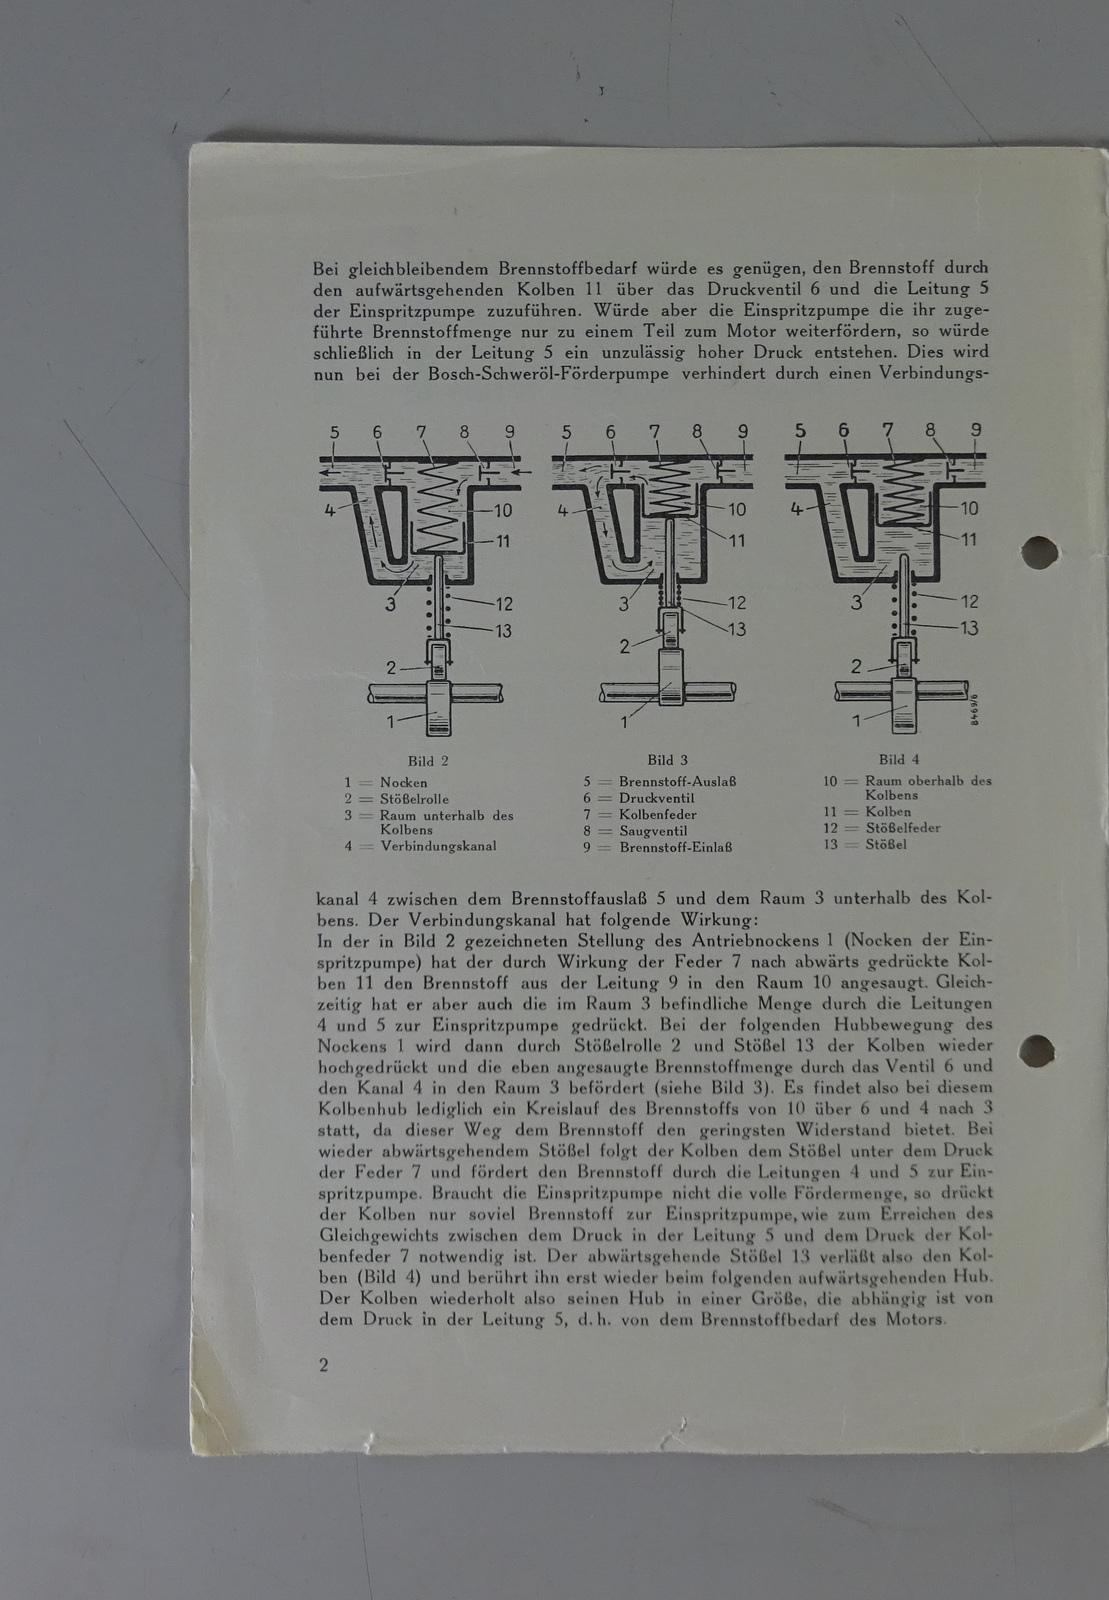 Bei gleichbleibendem Brennstoffbedarf würde es genügen, den Brennstoff durch
den aufwärtsgehenden Kolben 11 über das Druckventil 6 und die Leitung 5
der Einspritzpumpe zuzuführen. Würde aber die Einspritzpumpe die ihr zuge-
führte Brennstoffmenge nur zu einem Teil zum Motor weiterfördern, so würde
schließlich in der Leitung 5 ein unzulässig hoher Druck entstehen. Dies wird
nun bei der Bosch-Schweröl-Förderpumpe verhindert durch einen Verbindungs-
5 6 7 8 9
4
10
11
3
12
13
2
1
5 6 7 8 9
4
10
11
3
12
13
2
1
5 6 7 8 9
4
10
11
3
12
13
2
1
8469/6
Bild 2
1 = Nocken
2 = Stößelrolle
3 = Raum unterhalb des
Kolbens
4 = Verbindungskanal
Bild 3
5 = Brennstoff-Auslaß
6 = Druckventil
7 = Kolbenfeder
8 = Saugventil
9 = Brennstoff-Einlaß
Bild 4
10 = Raum oberhalb des
Kolbens
11 = Kolben
12 = Stößelfeder
13 = Stößel
kanal 4 zwischen dem Brennstoffauslaß 5 und dem Raum 3 unterhalb des Kol-
bens. Der Verbindungskanal hat folgende Wirkung:
In der in Bild 2 gezeichneten Stellung des Antriebnockens 1 (Nocken der Ein-
spritzpumpe) hat der durch Wirkung der Feder 7 nach abwärts gedrückte Kol-
ben 11 den Brennstoff aus der Leitung 9 in den Raum 10 angesaugt. Gleich-
zeitig hat er aber auch die im Raum 3 befindliche Menge durch die Leitungen
4 und 5 zur Einspritzpumpe gedrückt. Bei der folgenden Hubbewegung des
Nockens 1 wird dann durch Stößelrolle 2 und Stößel 13 der Kolben wieder
hochgedrückt und die eben angesaugte Brennstoffmenge durch das Ventil 6 und
den Kanal 4 in den Raum 3 befördert (siehe Bild 3). Es findet also bei diesem
Kolbenhub lediglich ein Kreislauf des Brennstoffs von 10 über 6 und 4 nach 3
statt, da dieser Weg dem Brennstoff den geringsten Widerstand bietet. Bei
wieder abwärtsgehendem Stößel folgt der Kolben dem Stößel unter dem Druck
der Feder 7 und fördert den Brennstoff durch die Leitungen 4 und 5 zur Ein-
spritzpumpe. Braucht die Einspritzpumpe nicht die volle Fördermenge, so drückt
der Kolben nur soviel Brennstoff zur Einspritzpumpe, wie zum Erreichen des
Gleichgewichts zwischen dem Druck in der Leitung 5 und dem Druck der Kol-
benfeder 7 notwendig ist. Der abwärtsgehende Stößel 13 verläßt also den Kol-
ben (Bild 4) und berührt ihn erst wieder beim folgenden aufwärtsgehenden Hub.
Der Kolben wiederholt also seinen Hub in einer Größe, die abhängig ist von
dem Druck in der Leitung 5, d. h. von dem Brennstoffbedarf des Motors.
2